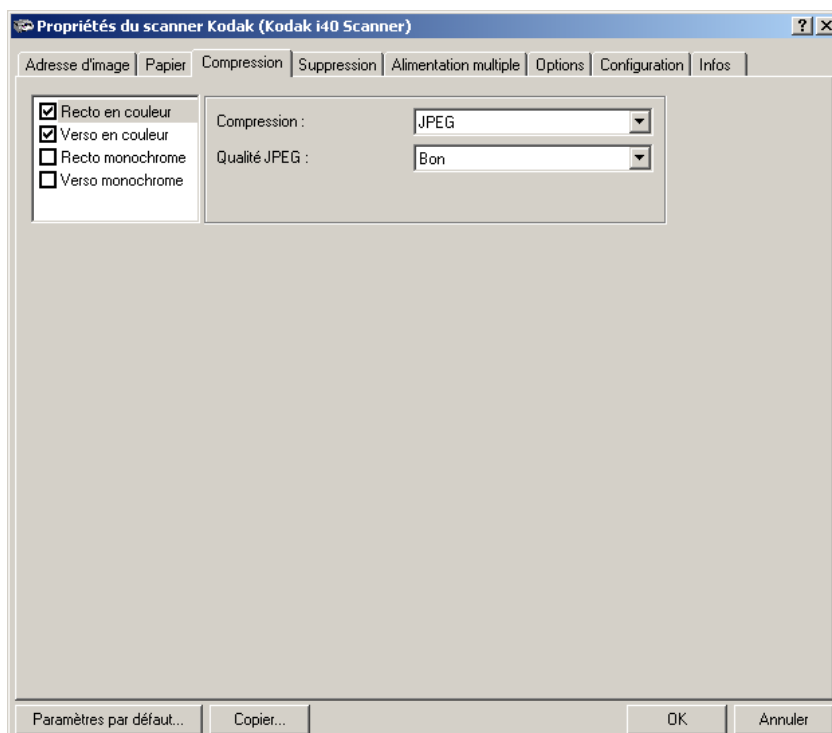 Propriétés du scanner Kodak (Kodak i40 Scanner)
Adresse d'image Papier Compression Suppression Alimentation multiple Options Configuration Infos
Recto en couleur
Verso en couleur
Recto monochrome
Verso monochrome
Compression : JPEG
Qualité JPEG : Bon
Paramètres par défaut... Copier... OK Annuler